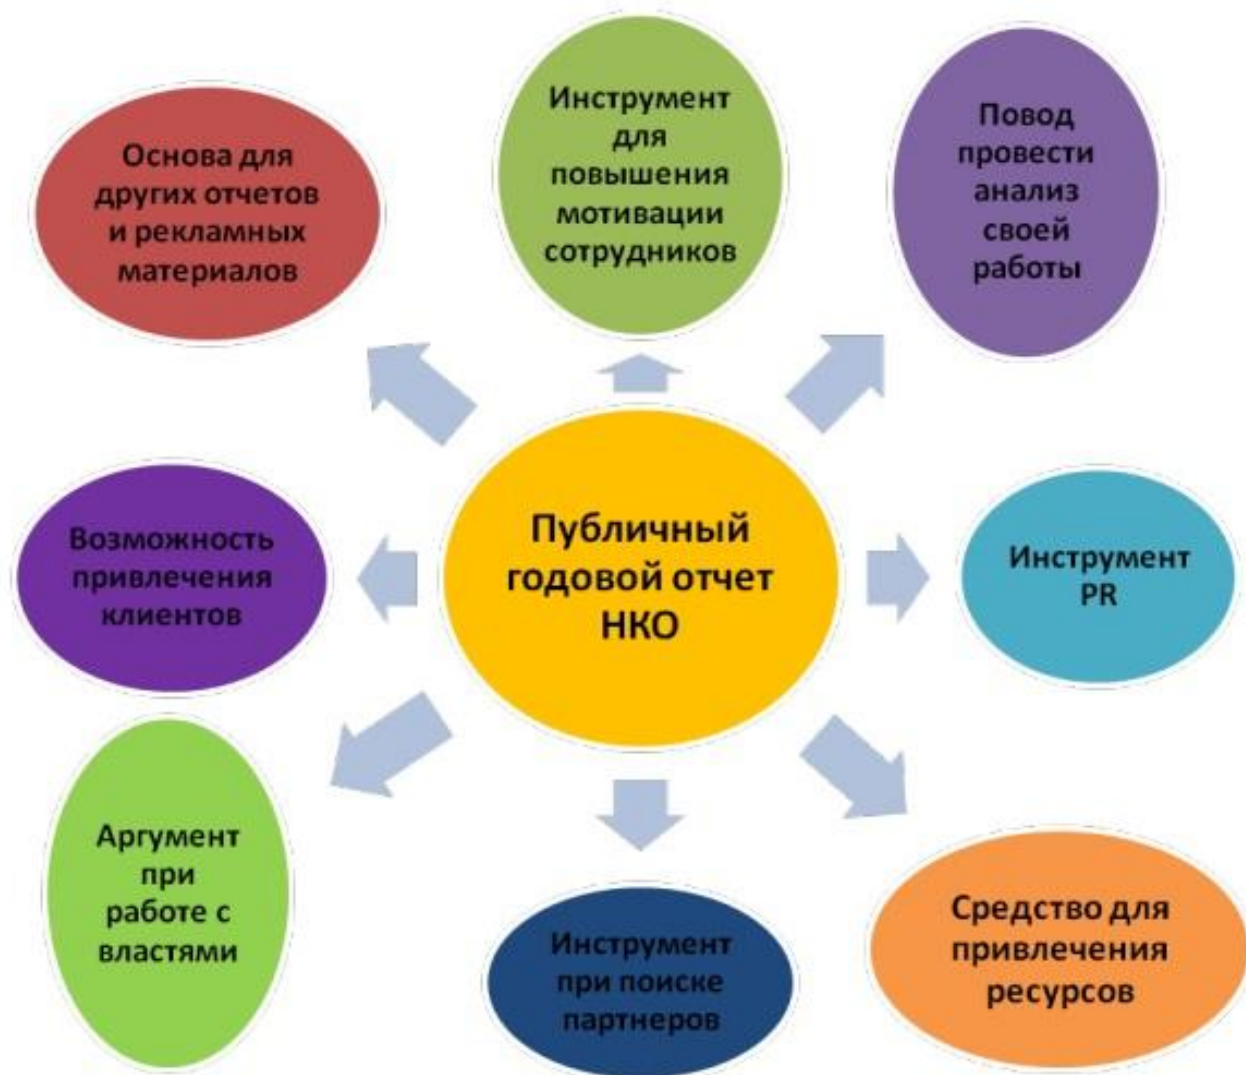 Основа для
других отчетов
и рекламных
материалов
Инструмент
для
повышения
мотивации
сотрудников
Повод
провести
анализ
своей
работы
Возможность
привлечения
клиентов
Публичный
годовой отчет
НКО
Инструмент
PR
Аргумент
при
работе с
властями
Инструмент
при поиске
партнеров
Средство для
привлечения
ресурсов